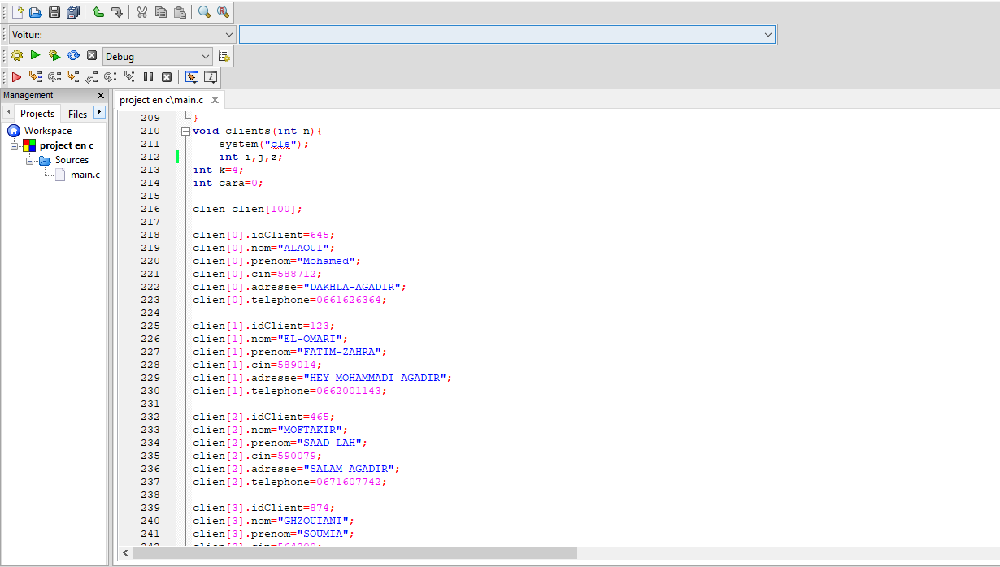 Voitur::
Debug
Management
Projects
Files
Workspace
project en c
Sources
main.c
project en c\main.c
209 }
210 void clients(int n){
211 system("cls");
212 int i,j,z;
213 int k=4;
214 int cara=0;
215
216 clien clien[100];
217
218 clien[0].idClient=645;
219 clien[0].nom="ALAOUI";
220 clien[0].prenom="Mohamed";
221 clien[0].cin=588712;
222 clien[0].adresse="DAKHLA-AGADIR";
223 clien[0].telephone=0661626364;
224
225 clien[1].idClient=123;
226 clien[1].nom="EL-OMARI";
227 clien[1].prenom="FATIM-ZAHRA";
228 clien[1].cin=589014;
229 clien[1].adresse="HEY MOHAMMADI AGADIR";
230 clien[1].telephone=0662001143;
231
232 clien[2].idClient=465;
233 clien[2].nom="MOFTAKIR";
234 clien[2].prenom="SAAD LAH";
235 clien[2].cin=590079;
236 clien[2].adresse="SALAM AGADIR";
237 clien[2].telephone=0671607742;
238
239 clien[3].idClient=874;
240 clien[3].nom="GHZOUIANI";
241 clien[3].prenom="SOUMIA";